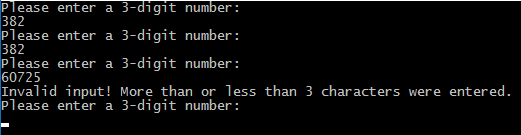 Please enter a 3-digit number:
382
Please enter a 3-digit number:
382
Please enter a 3-digit number:
60725
Invalid input! More than or less than 3 characters were entered.
Please enter a 3-digit number: